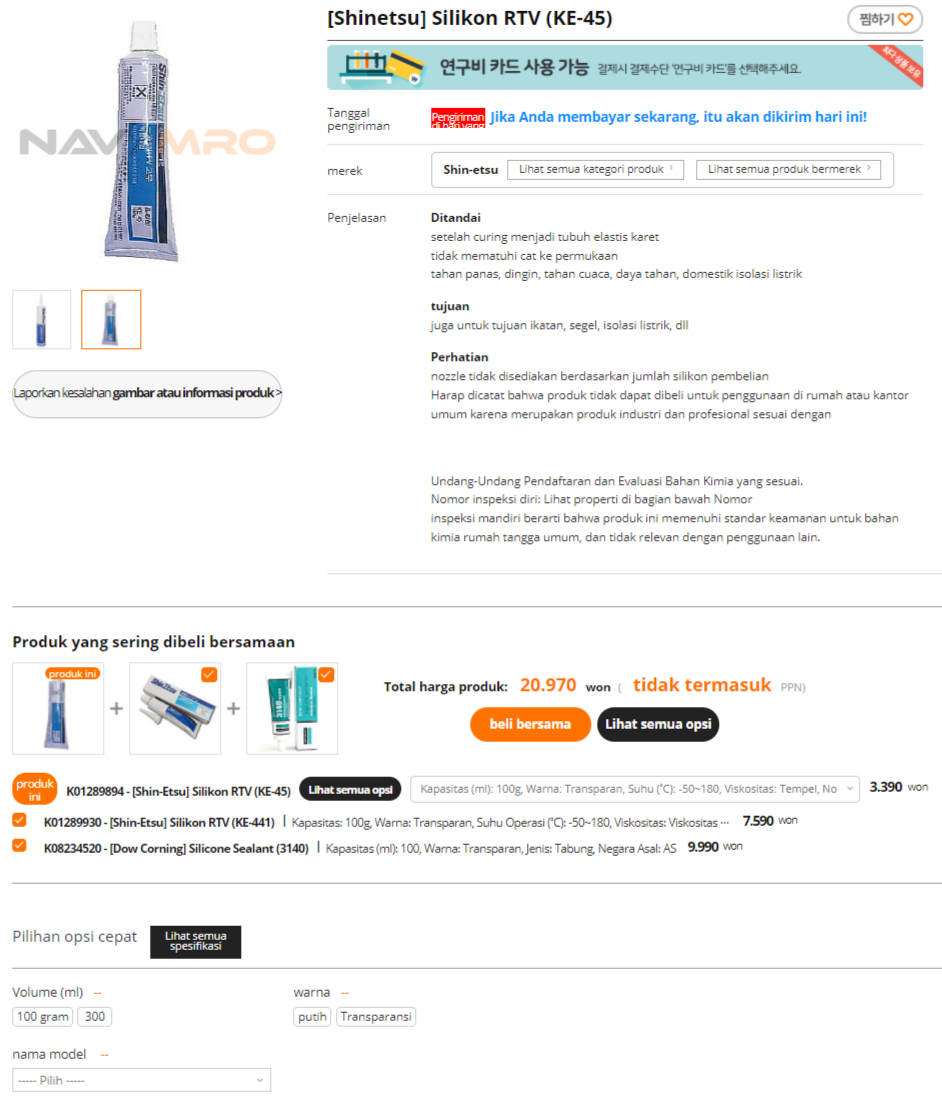 [Shinetsu] Silikon RTV (KE-45)
찜하기
연구비 카드 사용 가능 결제시 결제수단 '연구비 카드'를 선택해주세요.
NAVIMRO
Tanggal
pengiriman
Pengiriman
di hari yang
Jika Anda membayar sekarang, itu akan dikirim hari ini!
merek
Shin-etsu
Lihat semua kategori produk
Lihat semua produk bermerek
Penjelasan
Ditandai
setelah curing menjadi tubuh elastis karet
tidak mematuhi cat ke permukaan
tahan panas, dingin, tahan cuaca, daya tahan, domestik isolasi listrik
tujuan
juga untuk tujuan ikatan, segel, isolasi listrik, dll
Perhatian
nozzle tidak disediakan berdasarkan jumlah silikon pembelian
Harap dicatat bahwa produk tidak dapat dibeli untuk penggunaan di rumah atau kantor
umum karena merupakan produk industri dan profesional sesuai dengan
Undang-Undang Pendaftaran dan Evaluasi Bahan Kimia yang sesuai.
Nomor inspeksi diri: Lihat properti di bagian bawah Nomor
inspeksi mandiri berarti bahwa produk ini memenuhi standar keamanan untuk bahan
kimia rumah tangga umum, dan tidak relevan dengan penggunaan lain.
Laporkan kesalahan gambar atau informasi produk >
Produk yang sering dibeli bersamaan
produk ini
+
+
Total harga produk: 20.970 won ( tidak termasuk PPN)
beli bersama
Lihat semua opsi
produk
ini
K01289894 - [Shin-Etsu] Silikon RTV (KE-45)
Lihat semua opsi
Kapasitas (ml): 100g, Warna: Transparan, Suhu (℃): -50~180, Viskositas: Tempel, No
3.390 won
K01289930 - [Shin-Etsu] Silikon RTV (KE-441) | Kapasitas: 100g, Warna: Transparan, Suhu Operasi (℃): -50~180, Viskositas: Viskositas ··· 7.590 won
K08234520 - [Dow Corning] Silicone Sealant (3140) | Kapasitas (ml): 100, Warna: Transparan, Jenis: Tabung, Negara Asal: AS 9.990 won
Pilihan opsi cepat
Lihat semua
spesifikasi
Volume (ml) --
100 gram
300
warna --
putih
Transparansi
nama model --
----- Pilih -----